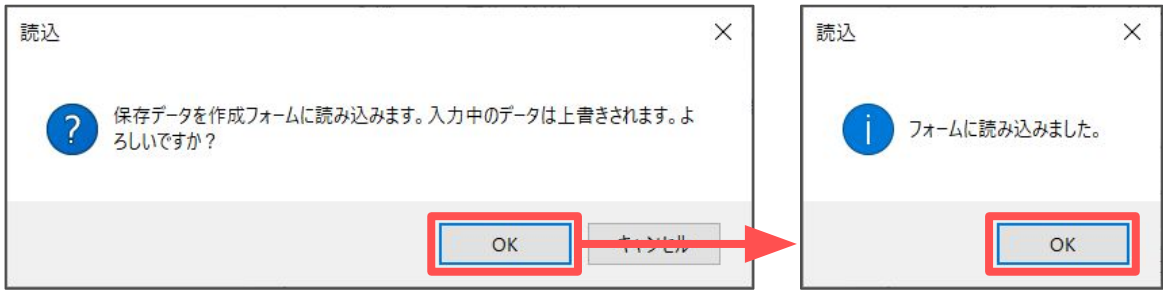 読込
保存データを作成フォームに読み込みます。入力中のデータは上書きされます。よ
ろしいですか？
OK
キャンセル
読込
フォームに読み込みました。
OK